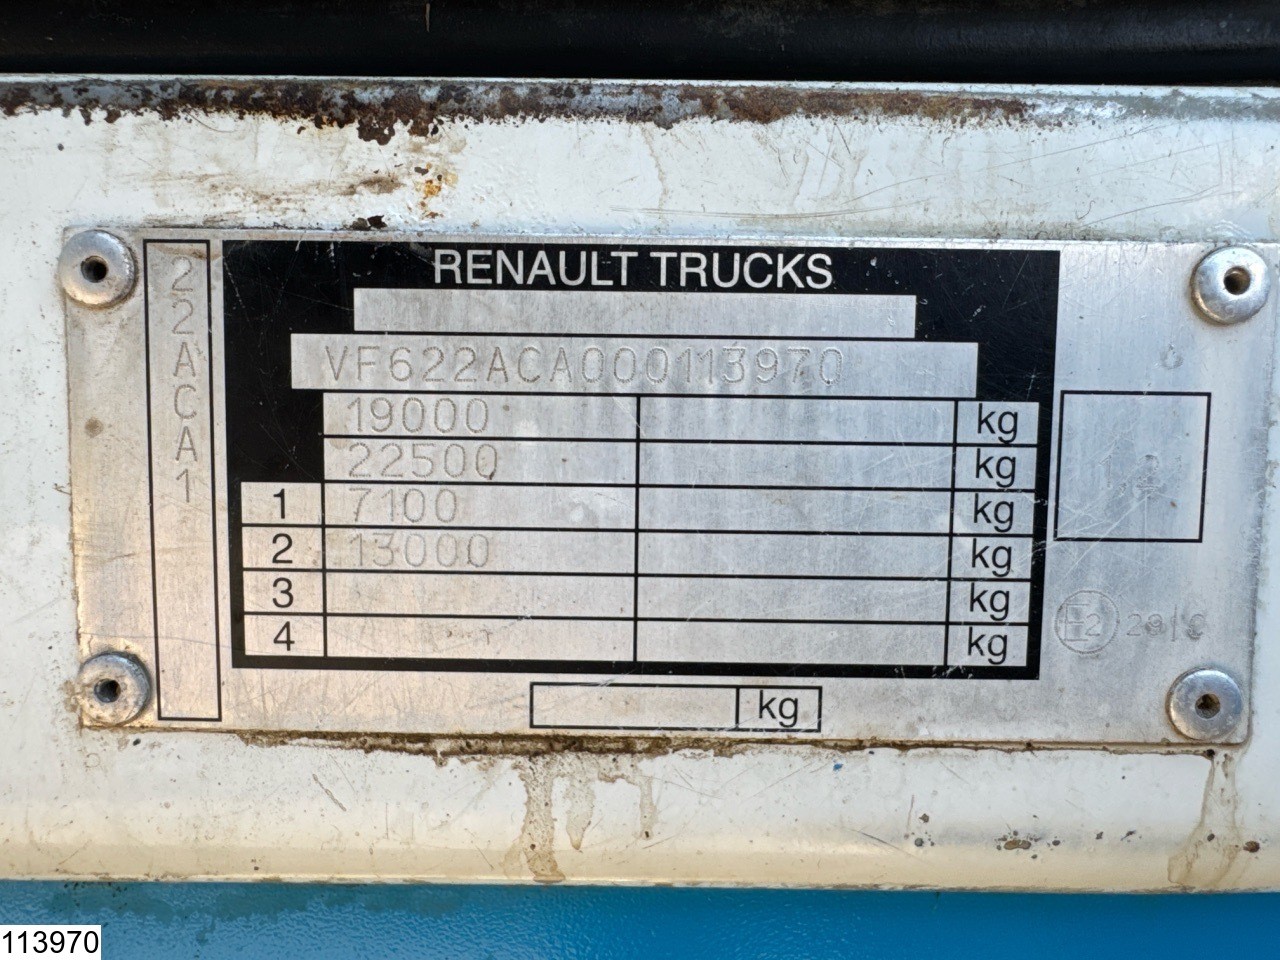 22ACA1
RENAULT TRUCKS
VF622ACA000113970
19000 kg
22500 kg
1 7100 kg
2 13000 kg
3 kg
4 kg
kg
E2
113970